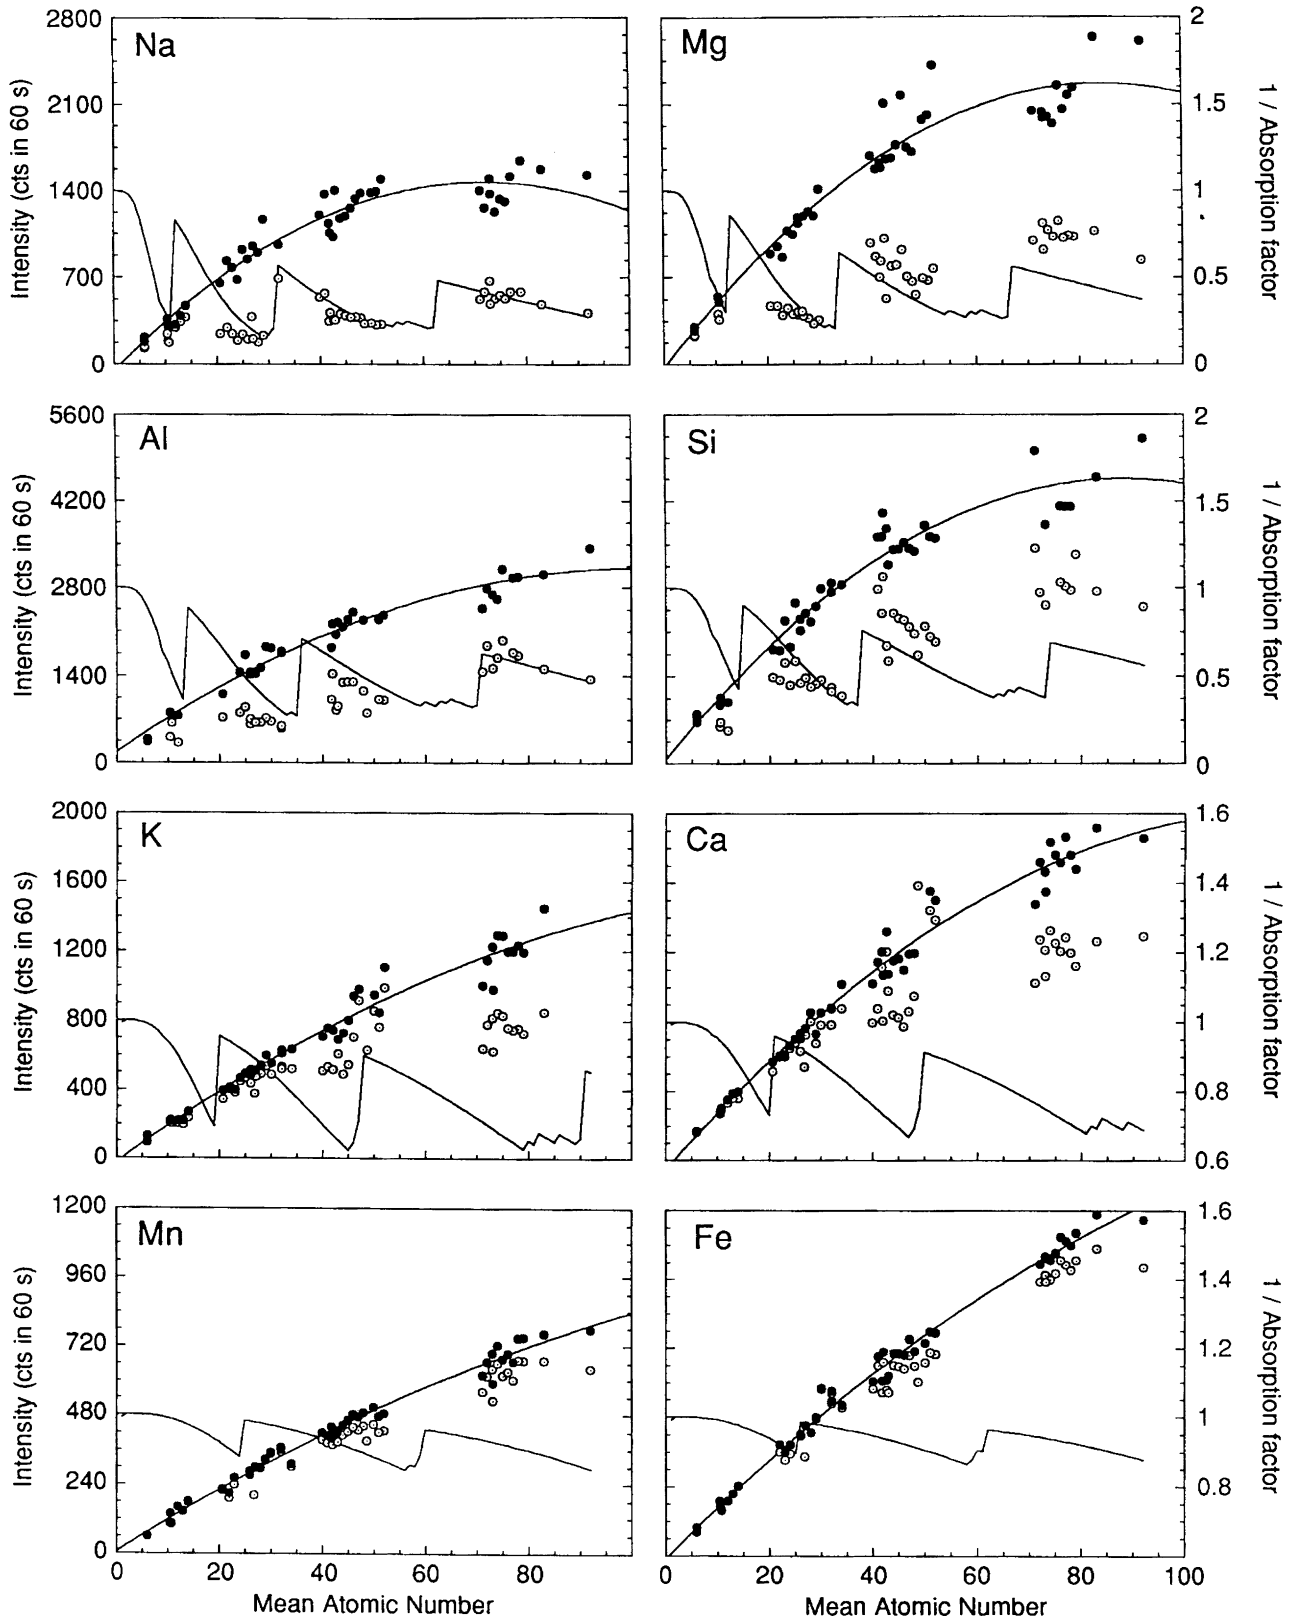 2800
2100
1400
700
0
Intensity (cts in 60 s)
Na
Mg
2
1.5
1
0.5
0
1 / Absorption factor
5600
4200
2800
1400
0
Intensity (cts in 60 s)
Al
Si
2
1.5
1
0.5
0
1 / Absorption factor
2000
1600
1200
800
400
0
Intensity (cts in 60 s)
K
Ca
1.6
1.4
1.2
1
0.8
0.6
1 / Absorption factor
1200
960
720
480
240
0
Intensity (cts in 60 s)
Mn
Fe
1.6
1.4
1.2
1
0.8
1 / Absorption factor
0 20 40 60 80
0 20 40 60 80 100
Mean Atomic Number
Mean Atomic Number